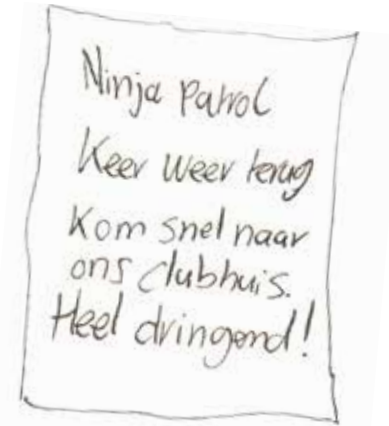 Ninja Patrol
Keer weer terug
Kom snel naar
ons clubhuis.
Heel dringend!